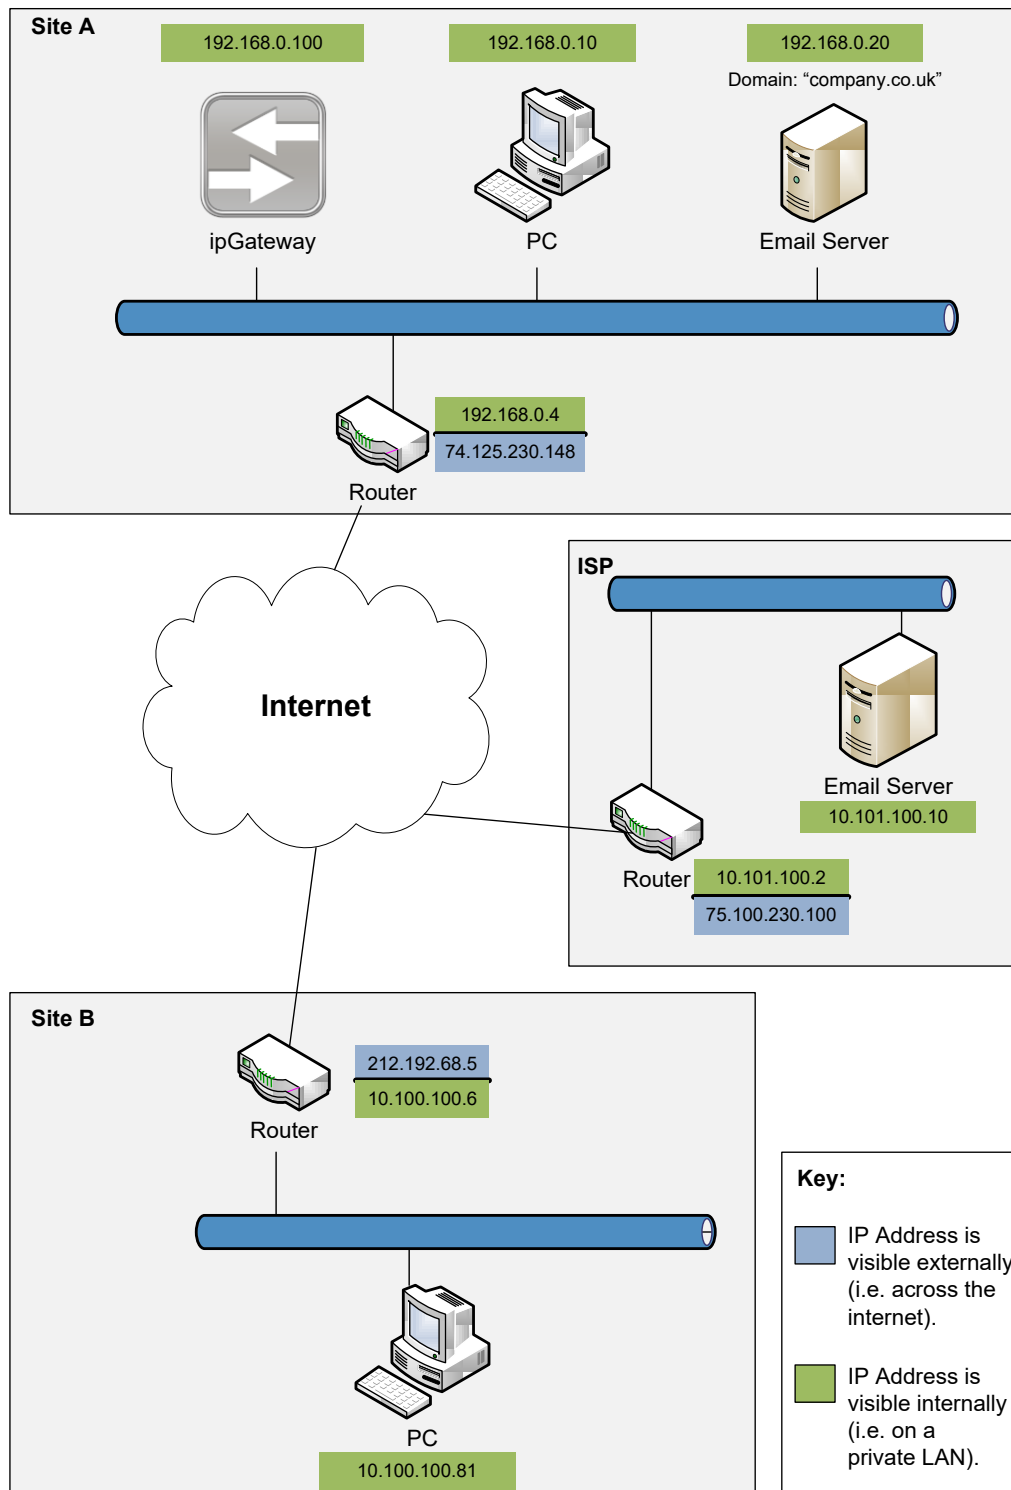 Site A
192.168.0.100
192.168.0.10
192.168.0.20
Domain: “company.co.uk”
ipGateway
PC
Email Server
192.168.0.4
74.125.230.148
Router
ISP
Internet
Email Server
10.101.100.10
Router
10.101.100.2
75.100.230.100
Site B
212.192.68.5
10.100.100.6
Router
PC
10.100.100.81
Key:
IP Address is
visible externally
(i.e. across the
internet).
IP Address is
visible internally
(i.e. on a
private LAN).